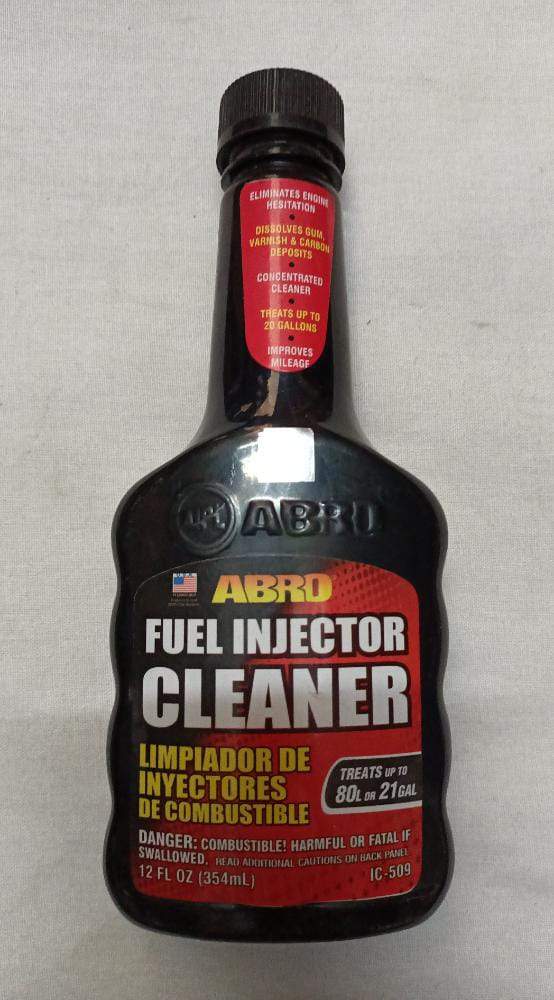 ELIMINATES ENGINE
HESITATION
•
DISSOLVES GUM,
VARNISH & CARBON
DEPOSITS
•
CONCENTRATED
CLEANER
•
TREATS UP TO
20 GALLONS
•
IMPROVES
MILEAGE
ABRO
U.S.A.
ABRO
FUEL INJECTOR
CLEANER
LIMPIADOR DE
INYECTORES
DE COMBUSTIBLE
TREATS UP TO
80L OR 21GAL
DANGER: COMBUSTIBLE! HARMFUL OR FATAL IF
SWALLOWED. READ ADDITIONAL CAUTIONS ON BACK PANEL
12 FL OZ (354mL)
IC-509